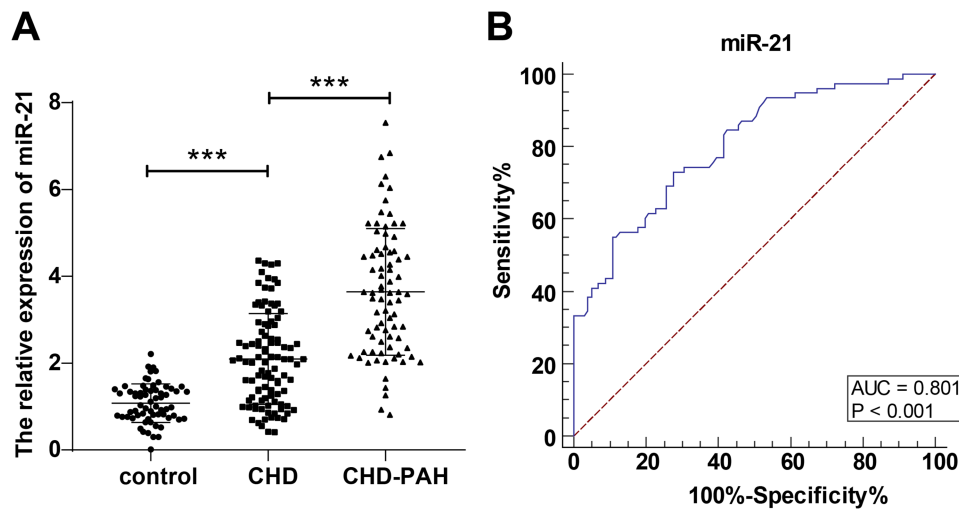 A
The relative expression of miR-21
8
6
4
2
0
***
***
control
CHD
CHD-PAH
B
miR-21
Sensitivity%
100
80
60
40
20
0
AUC = 0.801
P < 0.001
0
20
40
60
80
100
100%-Specificity%